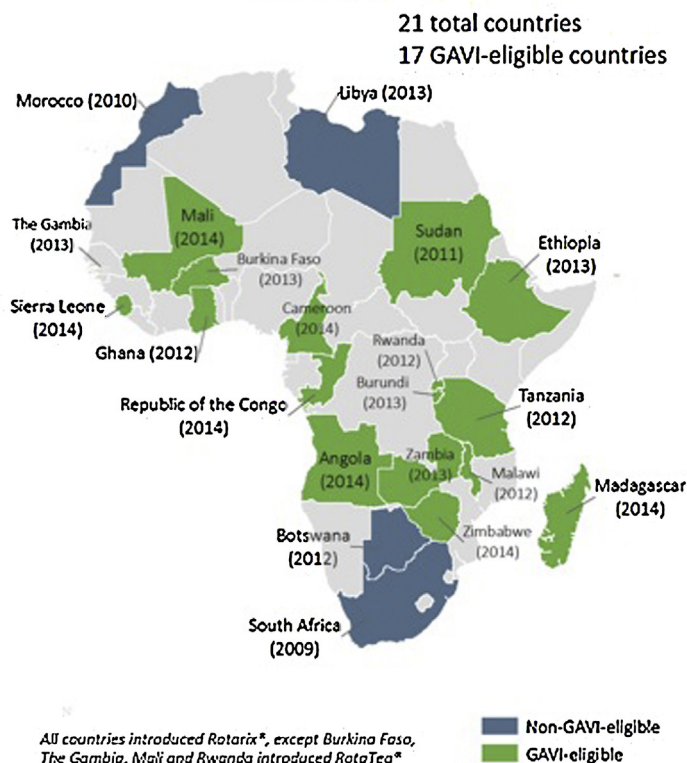 21 total countries
17 GAVI-eligible countries
Morocco (2010)
Libya (2013)
The Gambia
(2013)
Mali
(2014)
Burkina Faso
(2013)
Sudan
(2011)
Ethiopia
(2013)
Sierra Leone
(2014)
Ghana (2012)
Cameroon
(2014)
Rwanda
(2012)
Burundi
(2013)
Republic of the Congo
(2014)
Tanzania
(2012)
Angola
(2014)
Zambia
(2013)
Malawi
(2012)
Madagascar
(2014)
Botswana
(2012)
Zimbabwe
(2014)
South Africa
(2009)
Non-GAVI-eligible
GAVI-eligible
All countries introduced Rotarix*, except Burkina Faso,
The Gambia, Mali and Rwanda introduced RotaTeq*